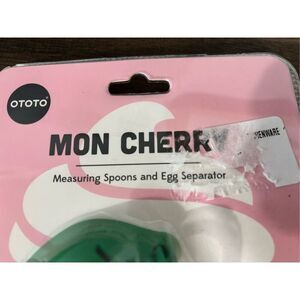 OTOTO
MON CHERR
Measuring Spoons and Egg Separator